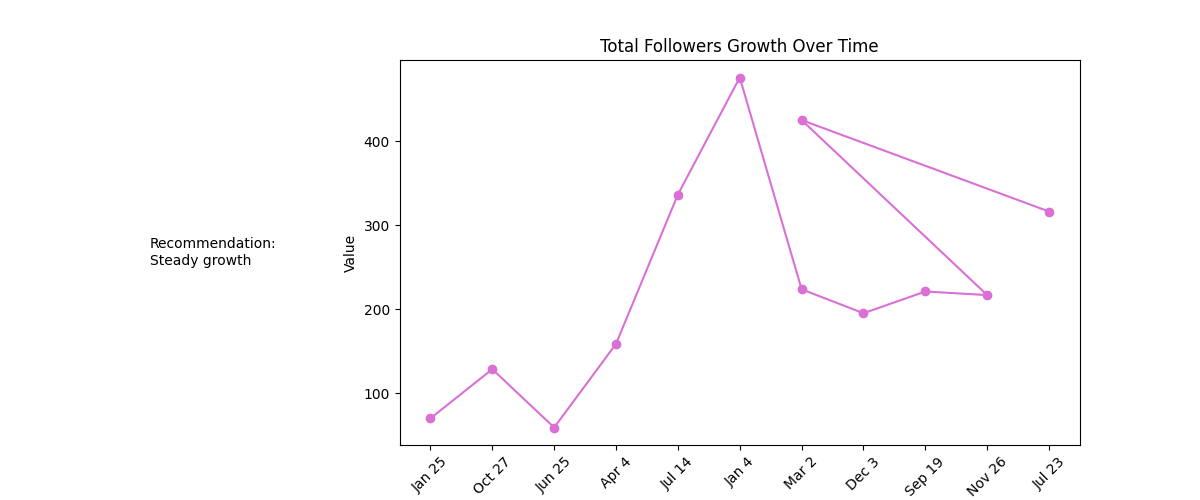 Total Followers Growth Over Time
Recommendation:
Steady growth
Value
400
300
200
100
Jan 25
Oct 27
Jun 25
Apr 4
Jul 14
Jan 4
Mar 2
Dec 3
Sep 19
Nov 26
Jul 23